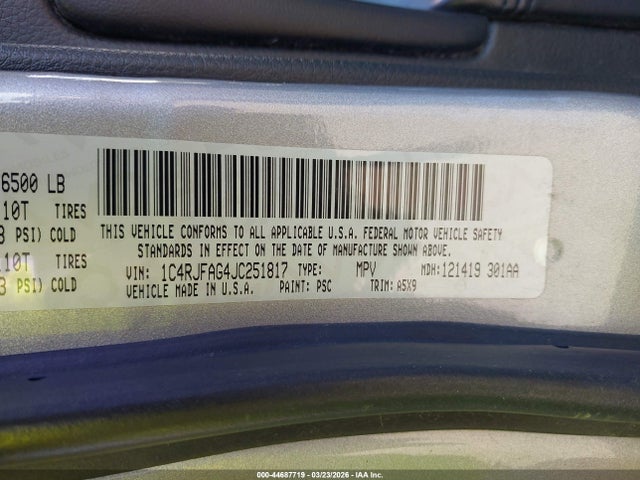 6500 LB
10T TIRES
PSI) COLD
10T TIRES
PSI) COLD
THIS VEHICLE CONFORMS TO ALL APPLICABLE U.S.A. FEDERAL MOTOR VEHICLE SAFETY
STANDARDS IN EFFECT ON THE DATE OF MANUFACTURE SHOWN ABOVE.
VIN: 1C4RJFAG4JC251817 TYPE: MPV MDH:121419 301AA
VEHICLE MADE IN U.S.A. PAINT: PSC TRIM: A5X9
000-44687719 - 03/23/2026 - IAA Inc.